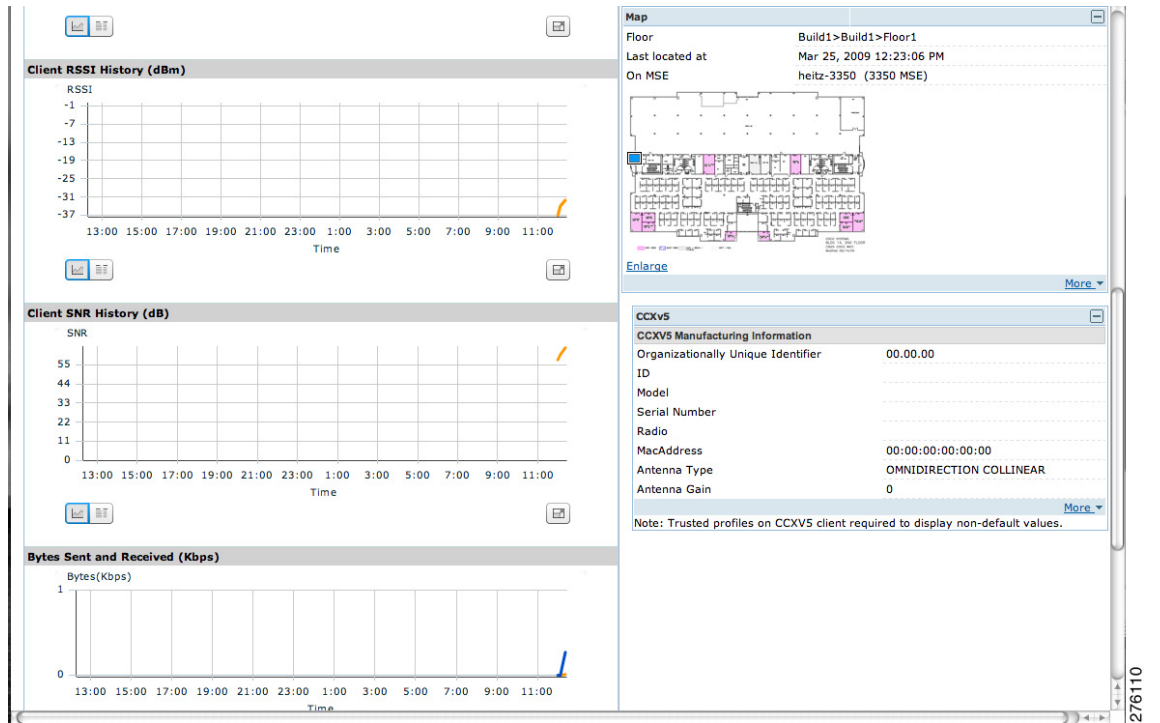 Client RSSI History (dBm)
RSSI
-1
-7
-13
-19
-25
-31
-37
13:00 15:00 17:00 19:00 21:00 23:00 1:00 3:00 5:00 7:00 9:00 11:00
Time
Client SNR History (dB)
SNR
55
44
33
22
11
0
13:00 15:00 17:00 19:00 21:00 23:00 1:00 3:00 5:00 7:00 9:00 11:00
Time
Bytes Sent and Received (Kbps)
Bytes(Kbps)
1
0
13:00 15:00 17:00 19:00 21:00 23:00 1:00 3:00 5:00 7:00 9:00 11:00
Time
Map
Floor Build1>Build1>Floor1
Last located at Mar 25, 2009 12:23:06 PM
On MSE heitz-3350 (3350 MSE)
Enlarge
More
CCXv5
CCXV5 Manufacturing Information
Organizationally Unique Identifier 00.00.00
ID
Model
Serial Number
Radio
MacAddress 00:00:00:00:00:00
Antenna Type OMNIDIRECTION COLLINEAR
Antenna Gain 0
More
Note: Trusted profiles on CCXV5 client required to display non-default values.
276110